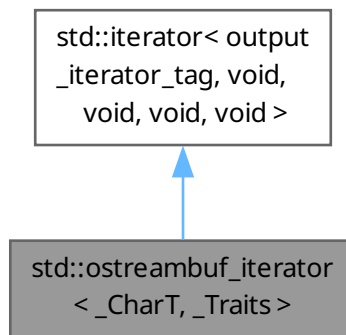 std::iterator< output
_iterator_tag, void,
void, void, void >
std::ostreambuf_iterator
< _CharT, _Traits >